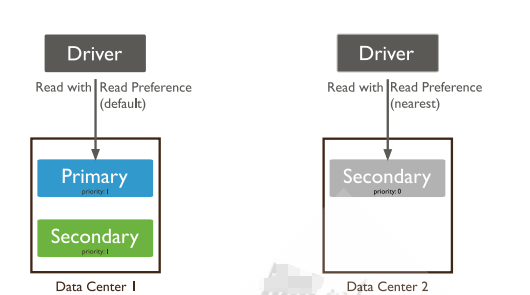 Driver
Read with Read Preference
(default)
Primary
priority: 1
Secondary
priority: 1
Data Center 1
Driver
Read with Read Preference
(nearest)
Secondary
priority: 0
Data Center 2